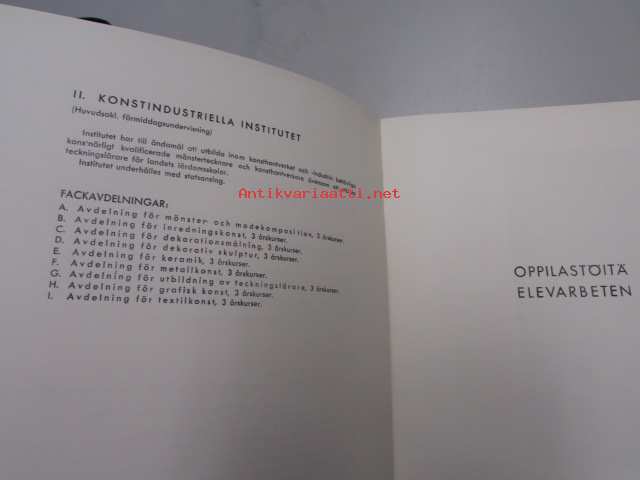 II. KONSTINDUSTRIELLA INSTITUTET
(Huvudsakl. förmiddagsundervisning)
Institutet har till ändamål att utbilda inom konsthantverket och -industrin
konstnärligt kvalificerade mönstertecknare och konsthantverkare ävensom
teckningslärare för landets lärdomsskolor.
Institutet underhålles med statsanslag.
FACKAVDELNINGAR:
A. Avdelning för mönster- och modekomposition, 3 årskurser.
B. Avdelning för inredningskonst, 3 årskurser.
C. Avdelning för dekorationsmålning, 3 årskurser.
D. Avdelning för dekorativ skulptur, 3 årskurser.
E. Avdelning för keramik, 3 årskurser.
F. Avdelning för metallkonst, 3 årskurser.
G. Avdelning för utbildning av teckningslärare, 3 årskurser.
H. Avdelning för grafisk konst, 3 årskurser.
I. Avdelning för textilkonst, 3 årskurser.
Antikvariaatti.net
OPPILASTÖITÄ
ELEVARBETEN